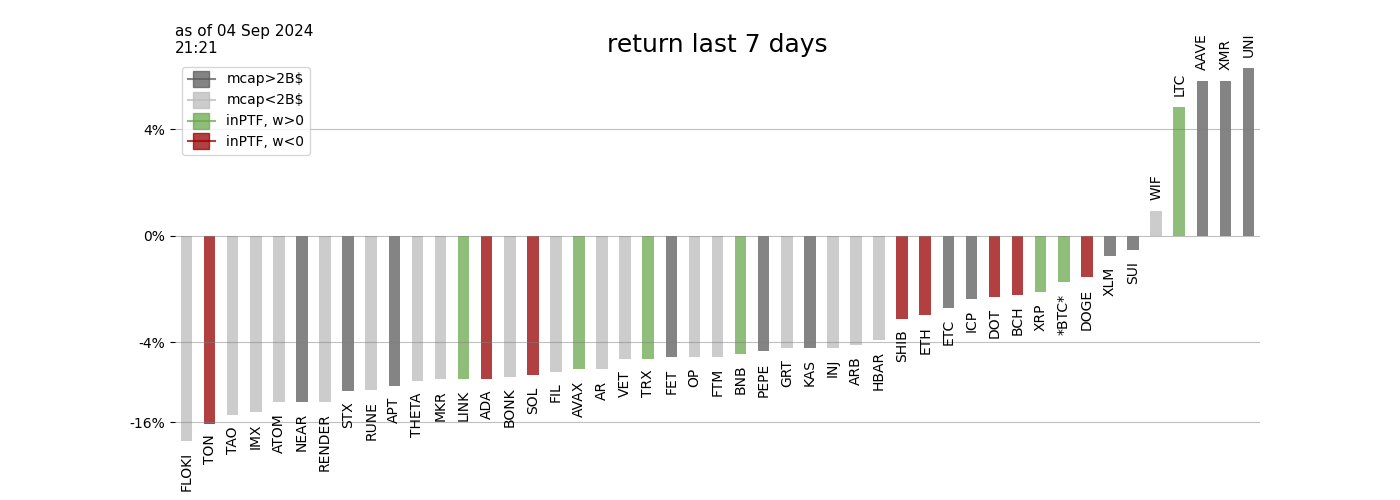 as of 04 Sep 2024
21:21
return last 7 days
mcap>2B$
mcap<2B$
inPTF, w>0
inPTF, w<0
4%
0%
-4%
-16%
FLOKI
TON
TAO
IMX
ATOM
NEAR
RENDER
STX
RUNE
APT
THETA
MKR
LINK
ADA
BONK
SOL
FIL
AVAX
AR
VET
TRX
FET
OP
FTM
BNB
PEPE
GRT
KAS
INJ
ARB
HBAR
SHIB
ETH
ETC
ICP
DOT
BCH
XRP
*BTC*
DOGE
XLM
SUI
WIF
LTC
AAVE
XMR
UNI